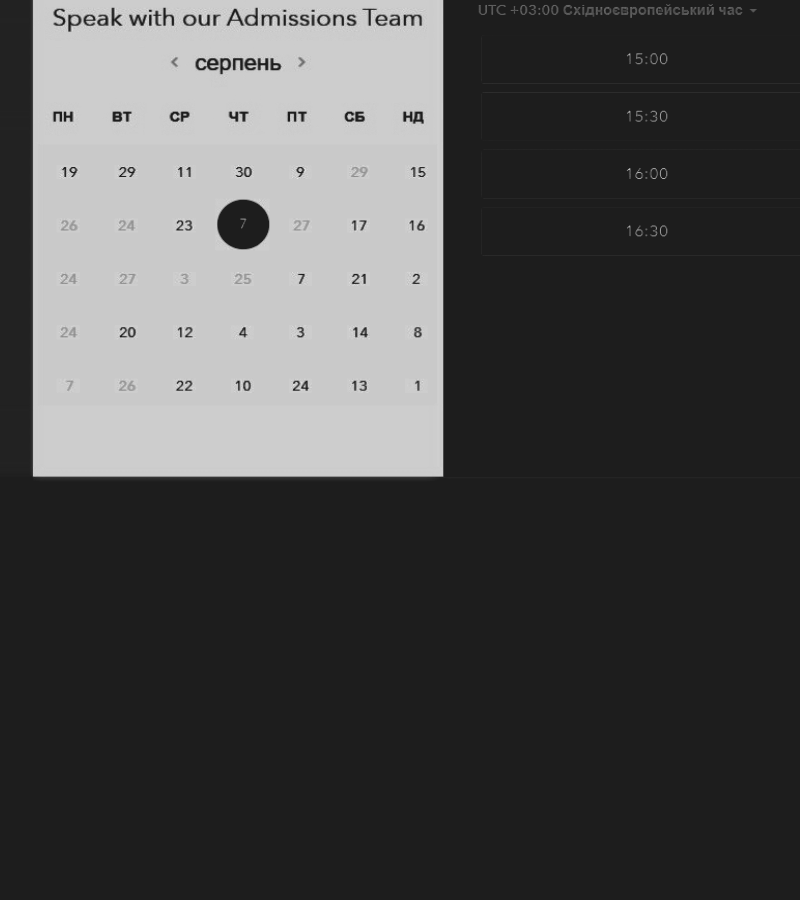 Speak with our Admissions Team
< серпень >
ПН ВТ СР ЧТ ПТ СБ НД
19 29 11 30 9 29 15
26 24 23 7 27 17 16
24 27 3 25 7 21 2
24 20 12 4 3 14 8
7 26 22 10 24 13 1
UTC +03:00 Східноєвропейський час
15:00
15:30
16:00
16:30